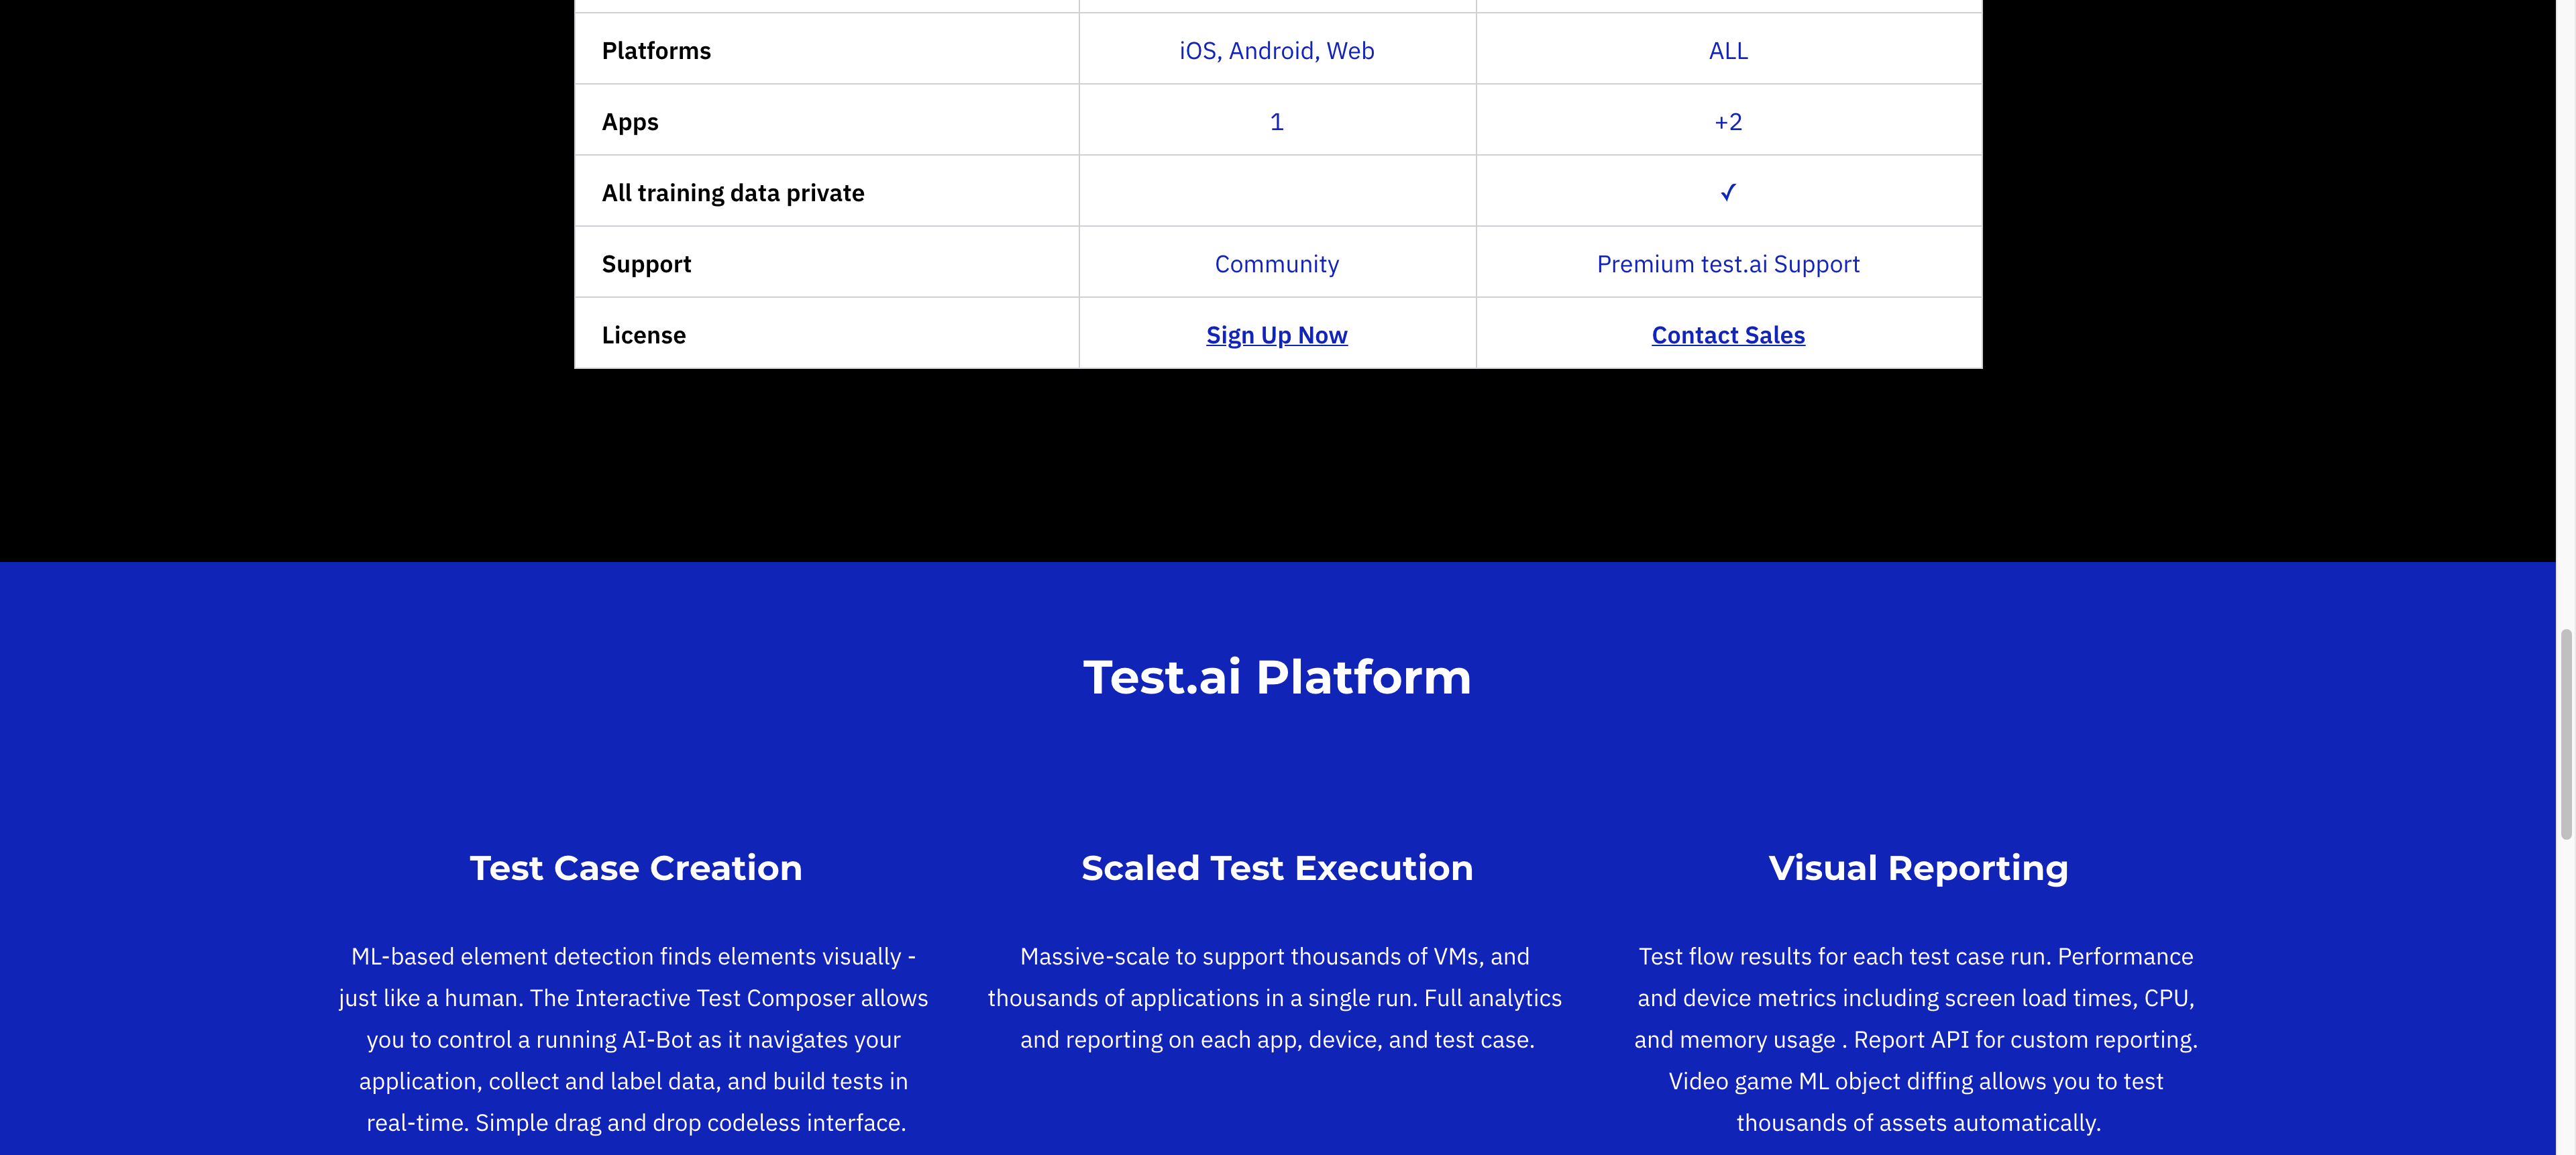 Platforms iOS, Android, Web ALL
Apps 1 +2
All training data private ✓
Support Community Premium test.ai Support
License Sign Up Now Contact Sales
Test.ai Platform
Test Case Creation
ML-based element detection finds elements visually -
just like a human. The Interactive Test Composer allows
you to control a running AI-Bot as it navigates your
application, collect and label data, and build tests in
real-time. Simple drag and drop codeless interface.
Scaled Test Execution
Massive-scale to support thousands of VMs, and
thousands of applications in a single run. Full analytics
and reporting on each app, device, and test case.
Visual Reporting
Test flow results for each test case run. Performance
and device metrics including screen load times, CPU,
and memory usage . Report API for custom reporting.
Video game ML object diffing allows you to test
thousands of assets automatically.